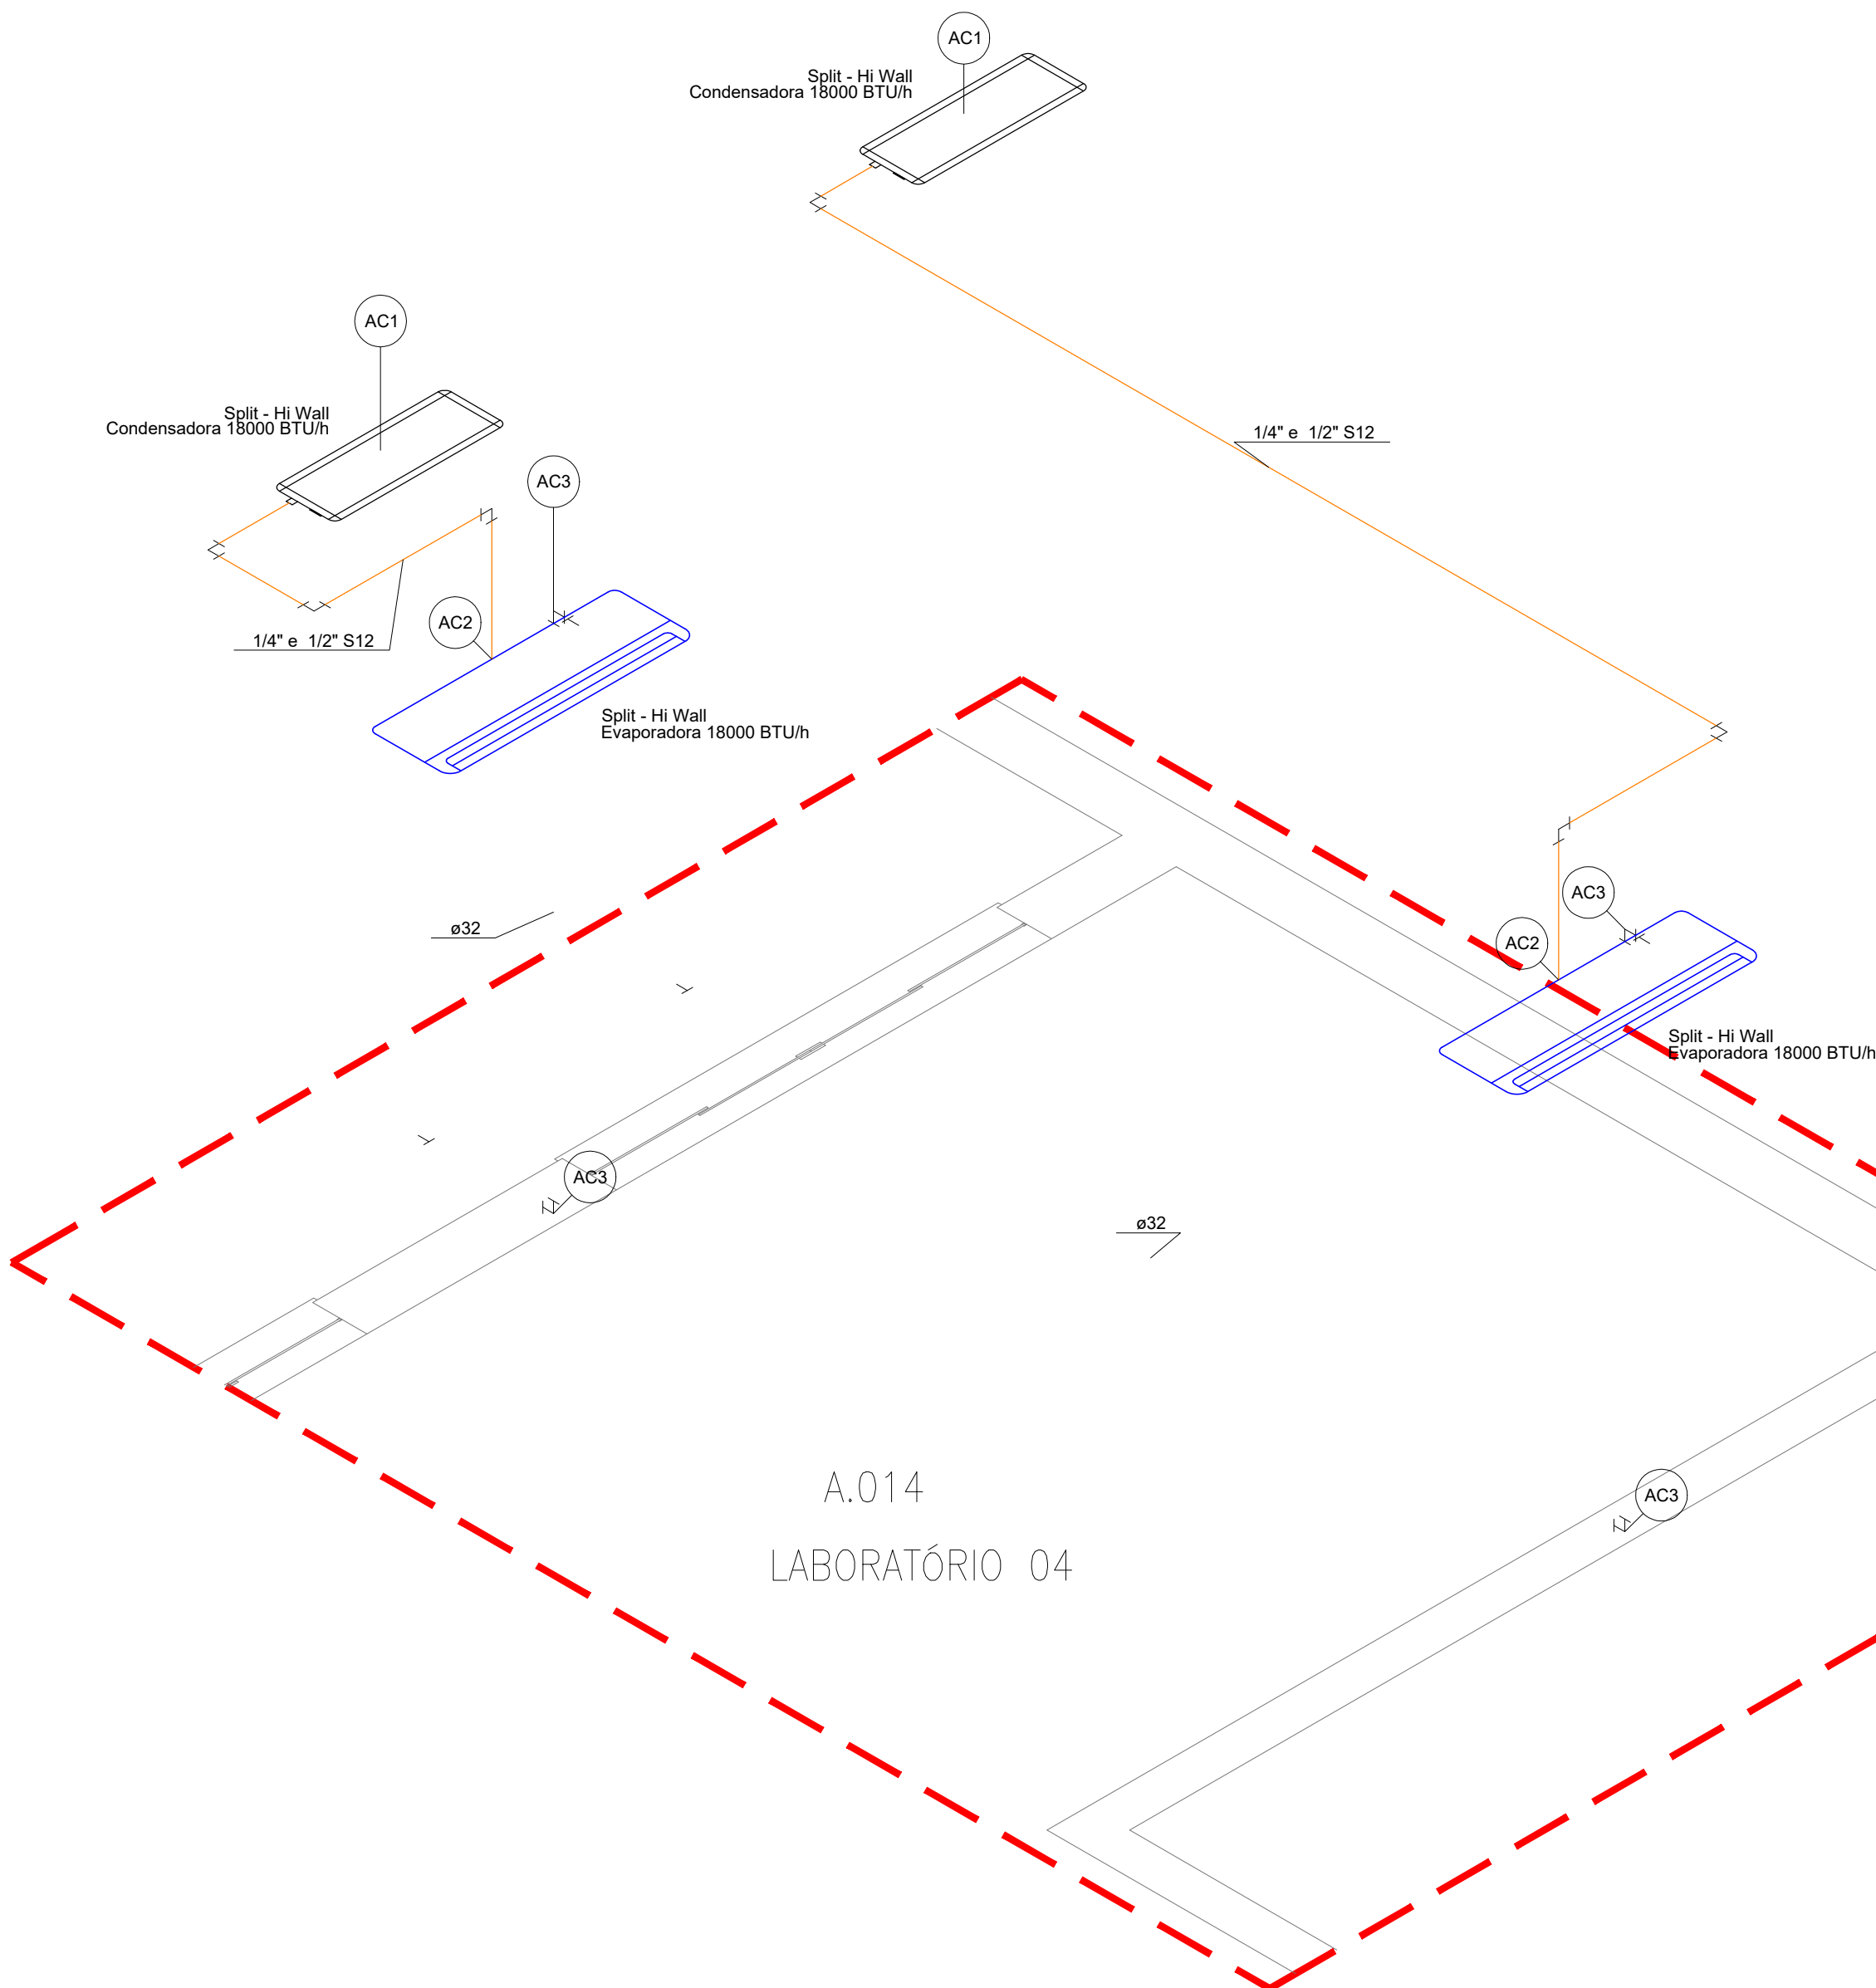 AC1
Split - Hi Wall
Condensadora 18000 BTU/h
AC1
Split - Hi Wall
Condensadora 18000 BTU/h
1/4" e 1/2" S12
AC3
AC2
1/4" e 1/2" S12
Split - Hi Wall
Evaporadora 18000 BTU/h
AC3
ø32
AC2
Split - Hi Wall
Evaporadora 18000 BTU/h
AC3
ø32
A.014
AC3
LABORATÓRIO 04